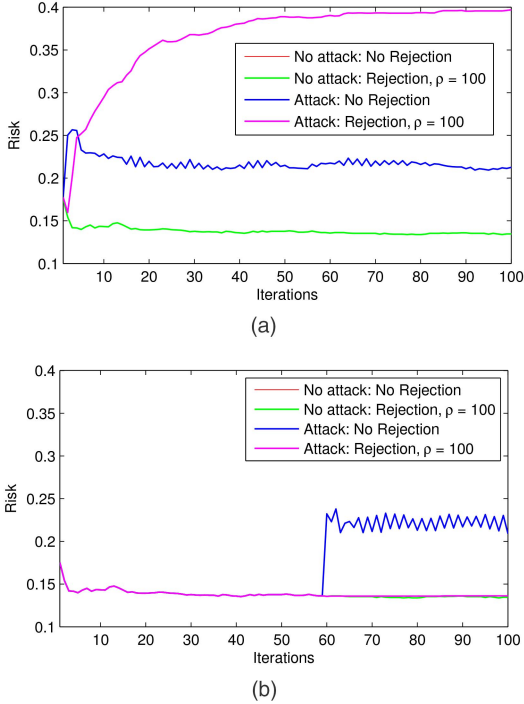 0.4
0.35
0.3
0.25
0.2
0.15
0.1
Risk
No attack: No Rejection
No attack: Rejection, ρ = 100
Attack: No Rejection
Attack: Rejection, ρ = 100
10 20 30 40 50 60 70 80 90 100
Iterations
(a)
0.4
0.35
0.3
0.25
0.2
0.15
0.1
Risk
No attack: No Rejection
No attack: Rejection, ρ = 100
Attack: No Rejection
Attack: Rejection, ρ = 100
10 20 30 40 50 60 70 80 90 100
Iterations
(b)